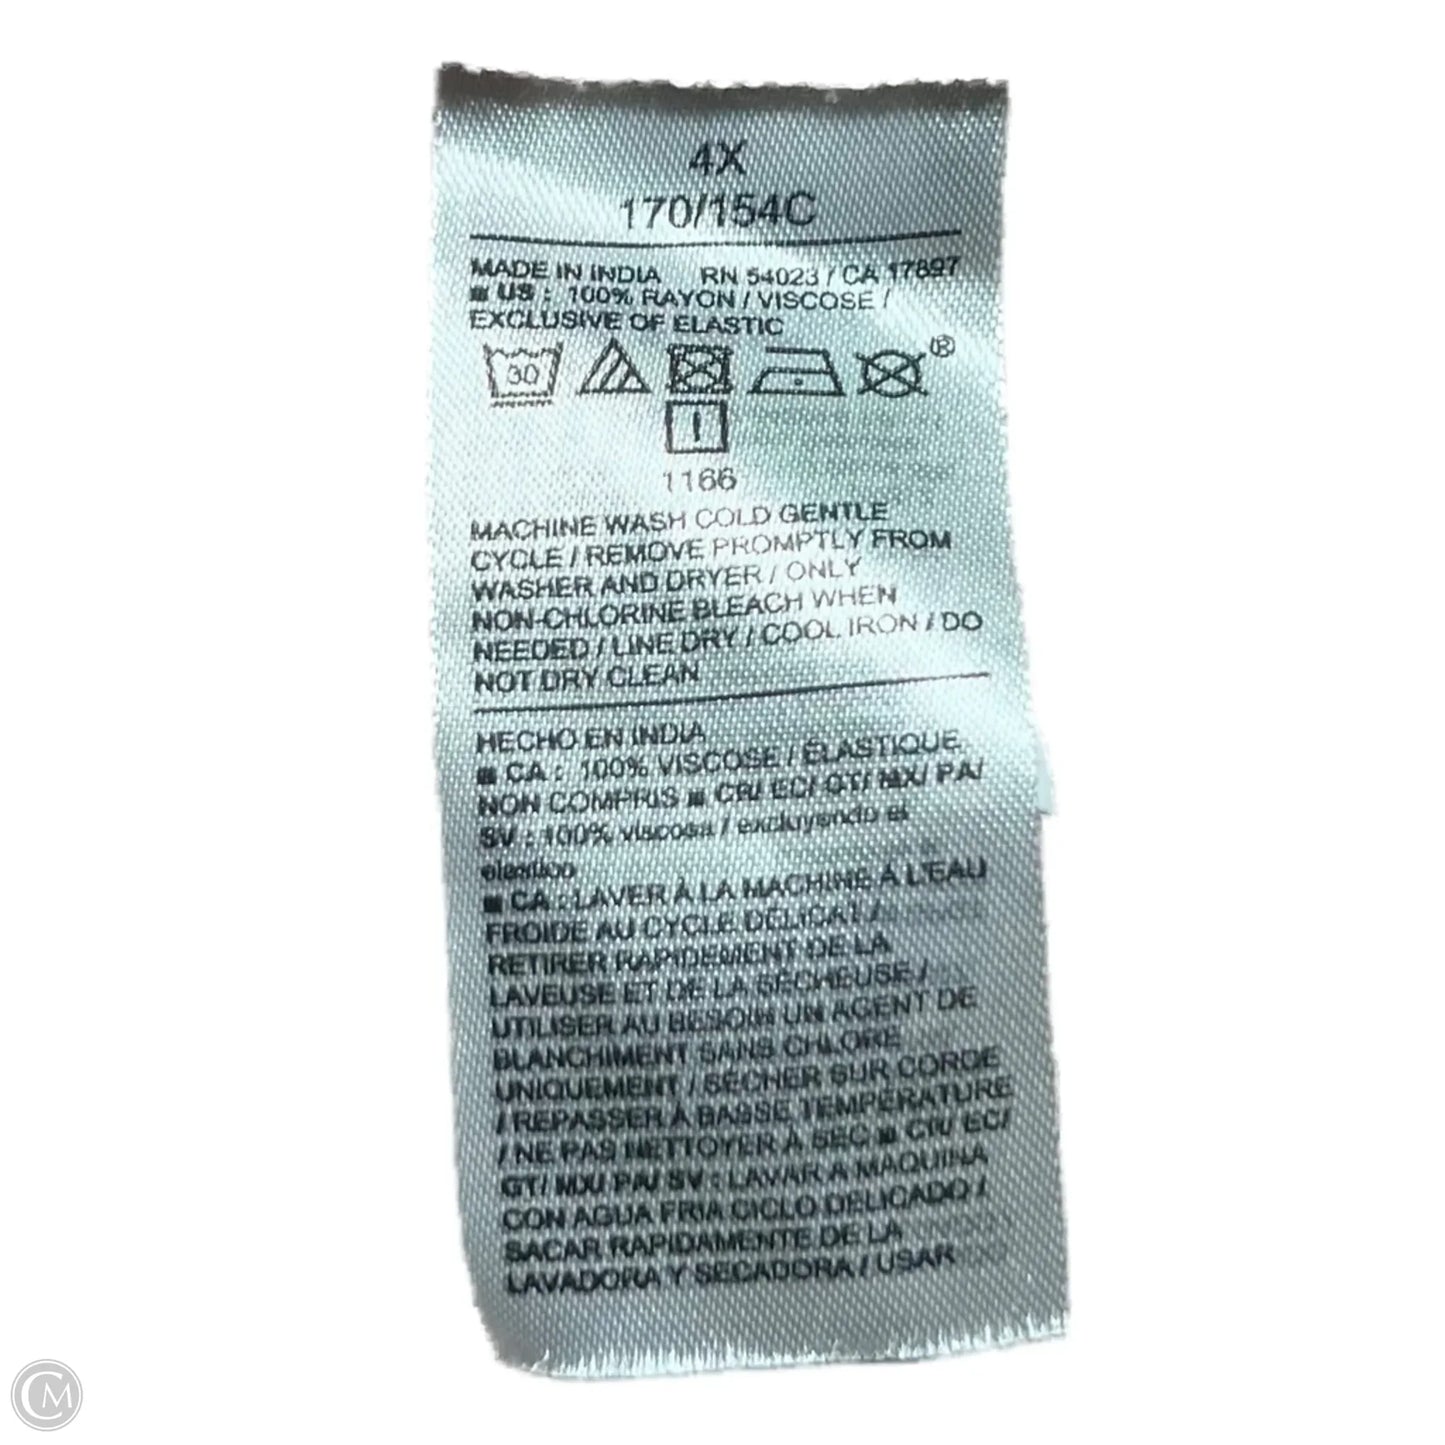 4X
170/154C
MADE IN INDIA RN 54023 / CA 17897
■ US : 100% RAYON / VISCOSE /
EXCLUSIVE OF ELASTIC
30
®
!
1166
MACHINE WASH COLD GENTLE
CYCLE / REMOVE PROMPTLY FROM
WASHER AND DRYER / ONLY
NON-CHLORINE BLEACH WHEN
NEEDED / LINE DRY / COOL IRON / DO
NOT DRY CLEAN
HECHO EN INDIA
■ CA : 100% VISCOSE / ÉLASTIQUE
NON COMPRIS ■ CR/ EC/ GT/ MX/ PA/
SV : 100% viscosa / excluyendo el
elastico
■ CA : LAVER À LA MACHINE À L'EAU
FROIDE AU CYCLE DÉLICAT /
RETIRER RAPIDEMENT DE LA
LAVEUSE ET DE LA SÉCHEUSE /
UTILISER AU BESOIN UN AGENT DE
BLANCHIMENT SANS CHLORE
UNIQUEMENT / SÉCHER SUR CORDE
/ REPASSER À BASSE TEMPÉRATURE
/ NE PAS NETTOYER À SEC ■ CR/ EC/
GT/ MX/ PA/ SV : LAVAR A MAQUINA
CON AGUA FRIA CICLO DELICADO /
SACAR RAPIDAMENTE DE LA
LAVADORA Y SECADORA / USAR
CM